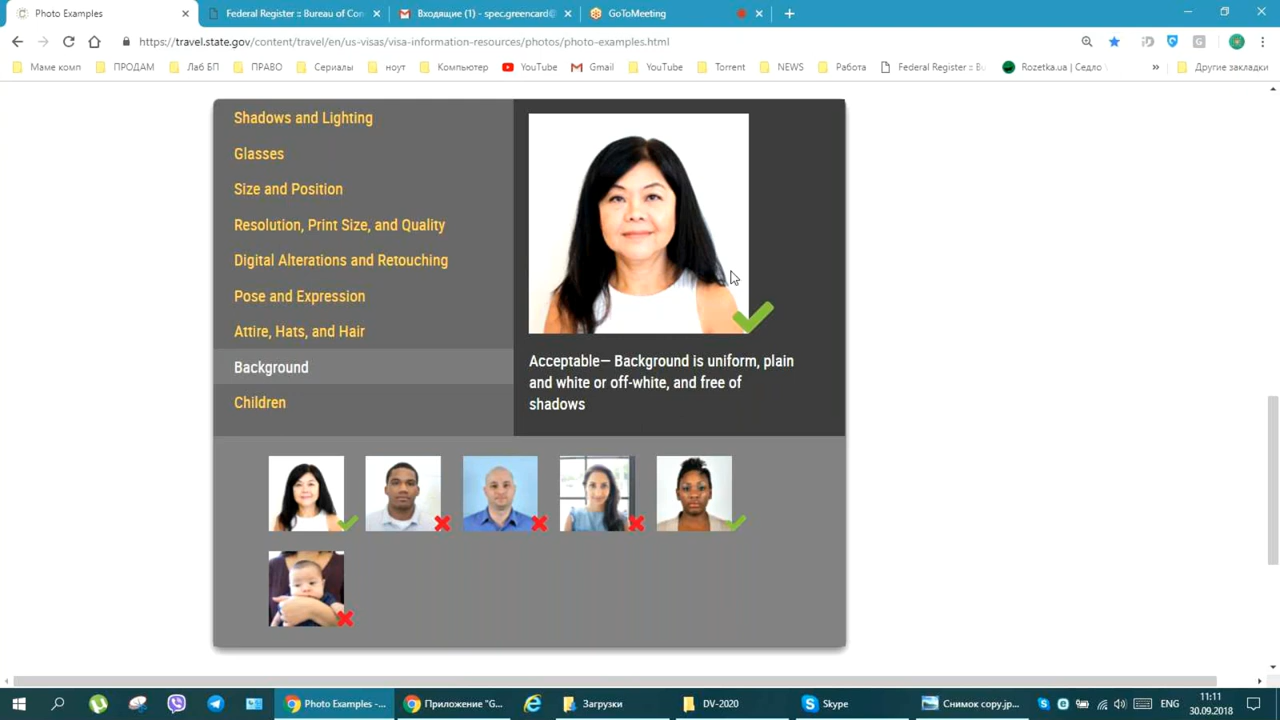 Photo Examples
Federal Register :: Bureau of Con
Входящие (1) - spec.greencard@
GoToMeeting
https://travel.state.gov/content/travel/en/us-visas/visa-information-resources/photos/photo-examples.html
Маме комп
ПРОДАМ
Лаб БП
ПРАВО
Сериалы
ноут
Компьютер
YouTube
Gmail
YouTube
Torrent
NEWS
Работа
Federal Register :: Bu
Rozetka.ua | Седло
Другие закладки
Shadows and Lighting
Glasses
Size and Position
Resolution, Print Size, and Quality
Digital Alterations and Retouching
Pose and Expression
Attire, Hats, and Hair
Background
Children
Acceptable— Background is uniform, plain
and white or off-white, and free of
shadows
Photo Examples -...
Приложение "G...
Загрузки
DV-2020
Skype
Снимок copy.jp...
ENG
11:11
30.09.2018